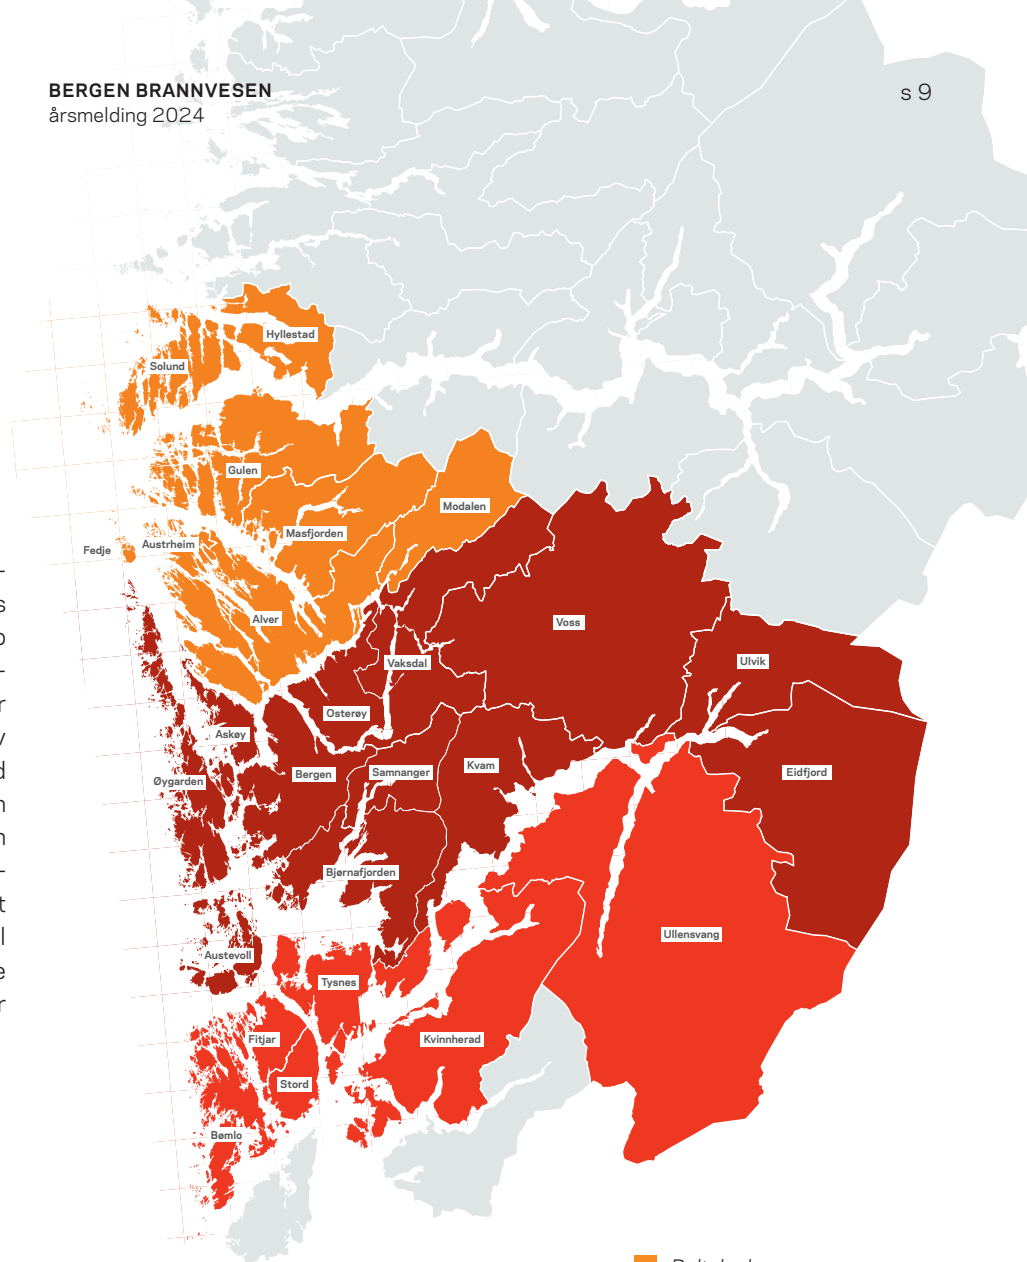 BERGEN BRANNVESEN
årsmelding 2024
s 9
Hyllestad
Solund
Gulen
Modalen
Masfjorden
Austrheim
Fedje
Alver
Voss
Vaksdal
Ulvik
Osterøy
Askøy
Bergen
Samnanger
Kvam
Eidfjord
Øygarden
Bjørnafjorden
Ullensvang
Austevoll
Tysnes
Fitjar
Kvinnherad
Stord
Bømlo